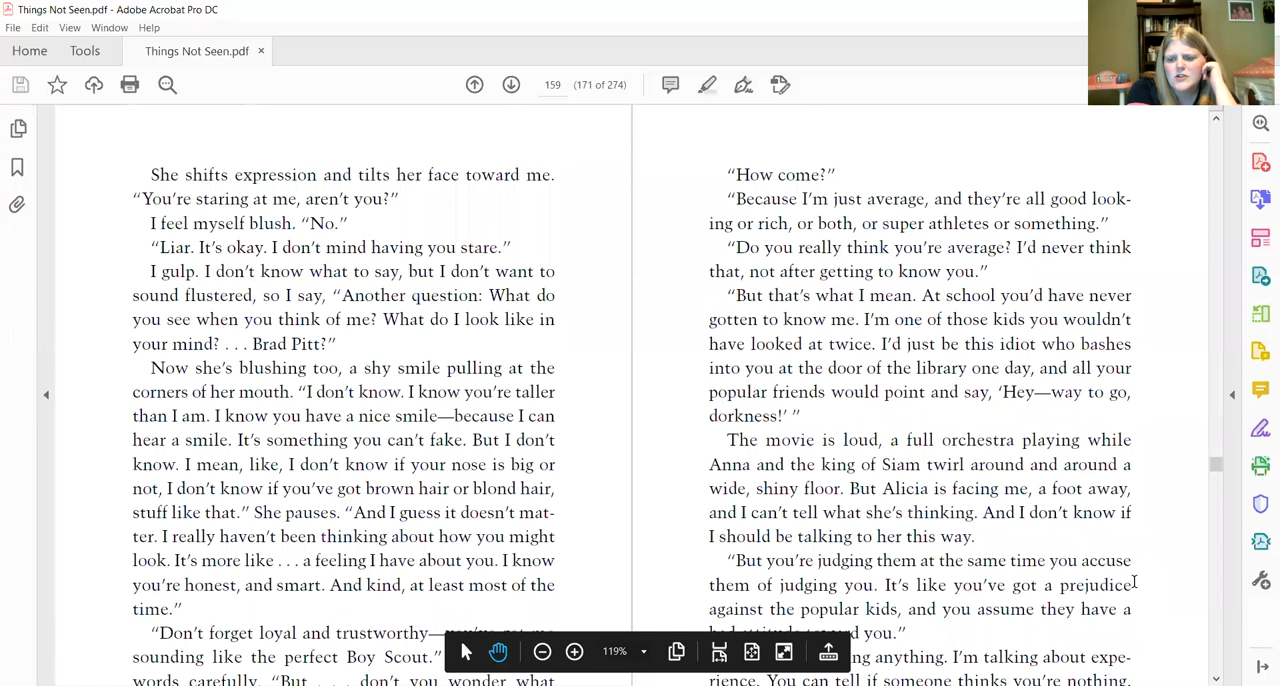 Things Not Seen.pdf - Adobe Acrobat Pro DC
File Edit View Window Help
Home Tools Things Not Seen.pdf ×
159 (171 of 274)
She shifts expression and tilts her face toward me.
“You’re staring at me, aren’t you?”
I feel myself blush. “No.”
“Liar. It’s okay. I don’t mind having you stare.”
I gulp. I don’t know what to say, but I don’t want to
sound flustered, so I say, “Another question: What do
you see when you think of me? What do I look like in
your mind? . . . Brad Pitt?”
Now she’s blushing too, a shy smile pulling at the
corners of her mouth. “I don’t know. I know you’re taller
than I am. I know you have a nice smile—because I can
hear a smile. It’s something you can’t fake. But I don’t
know. I mean, like, I don’t know if your nose is big or
not, I don’t know if you’ve got brown hair or blond hair,
stuff like that.” She pauses. “And I guess it doesn’t mat-
ter. I really haven’t been thinking about how you might
look. It’s more like . . . a feeling I have about you. I know
you’re honest, and smart. And kind, at least most of the
time.”
“Don’t forget loyal and trustworthy—
sounding like the perfect Boy Scout.”
words carefully. “But . . . don’t you wonder what
“How come?”
“Because I’m just average, and they’re all good look-
ing or rich, or both, or super athletes or something.”
“Do you really think you’re average? I’d never think
that, not after getting to know you.”
“But that’s what I mean. At school you’d have never
gotten to know me. I’m one of those kids you wouldn’t
have looked at twice. I’d just be this idiot who bashes
into you at the door of the library one day, and all your
popular friends would point and say, ‘Hey—way to go,
dorkness!’ ”
The movie is loud, a full orchestra playing while
Anna and the king of Siam twirl around and around a
wide, shiny floor. But Alicia is facing me, a foot away,
and I can’t tell what she’s thinking. And I don’t know if
I should be talking to her this way.
“But you’re judging them at the same time you accuse
them of judging you. It’s like you’ve got a prejudice
against the popular kids, and you assume they have a
you.”
anything. I’m talking about expe-
rience. You can tell if someone thinks you’re nothing.
119%